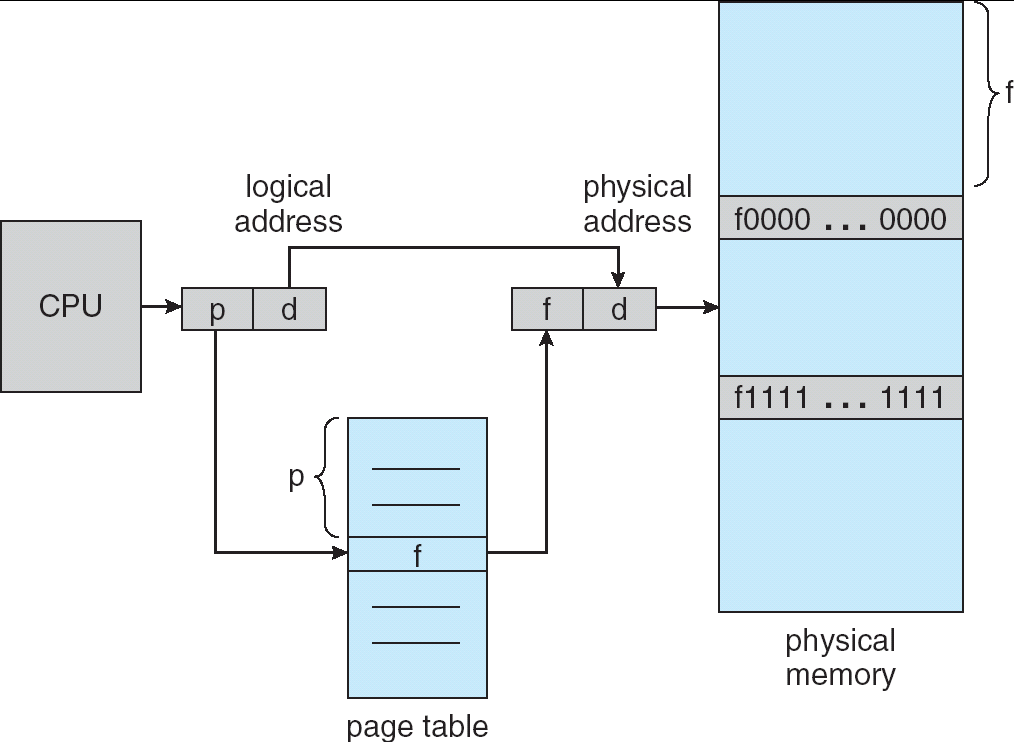 f
logical
address
physical
address
f0000 ... 0000
CPU
p
d
f
d
f1111 ... 1111
p
f
physical
memory
page table